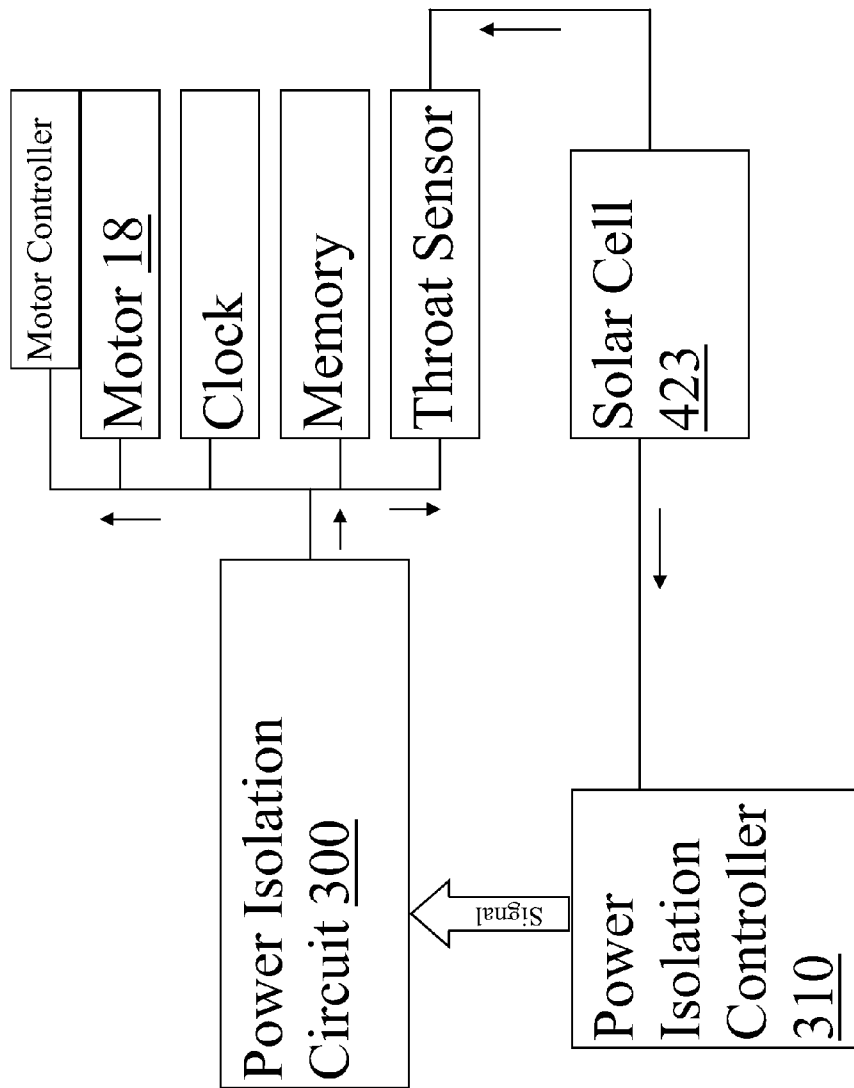 Motor Controller
Motor 18
Clock
Memory
Throat Sensor
Power Isolation
Circuit 300
Signal
Solar Cell
423
Power
Isolation
Controller
310